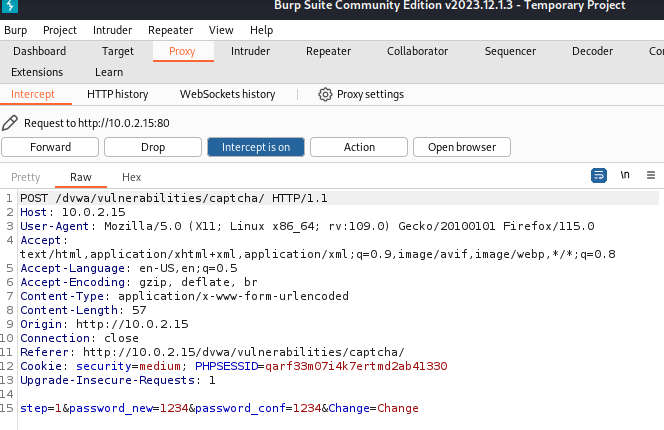 Burp Suite Community Edition v2023.12.1.3 - Temporary Project
Burp Project Intruder Repeater View Help
Dashboard Target Proxy Intruder Repeater Collaborator Sequencer Decoder
Extensions Learn
Intercept HTTP history WebSockets history Proxy settings
Request to http://10.0.2.15:80
Forward Drop Intercept is on Action Open browser
Pretty Raw Hex \n
1 POST /dvwa/vulnerabilities/captcha/ HTTP/1.1
2 Host: 10.0.2.15
3 User-Agent: Mozilla/5.0 (X11; Linux x86_64; rv:109.0) Gecko/20100101 Firefox/115.0
4 Accept:
text/html,application/xhtml+xml,application/xml;q=0.9,image/avif,image/webp,*/*;q=0.8
5 Accept-Language: en-US,en;q=0.5
6 Accept-Encoding: gzip, deflate, br
7 Content-Type: application/x-www-form-urlencoded
8 Content-Length: 57
9 Origin: http://10.0.2.15
10 Connection: close
11 Referer: http://10.0.2.15/dvwa/vulnerabilities/captcha/
12 Cookie: security=medium; PHPSESSID=qarf33m07i4k7ertmd2ab41330
13 Upgrade-Insecure-Requests: 1
14
15 step=1&password_new=1234&password_conf=1234&Change=Change